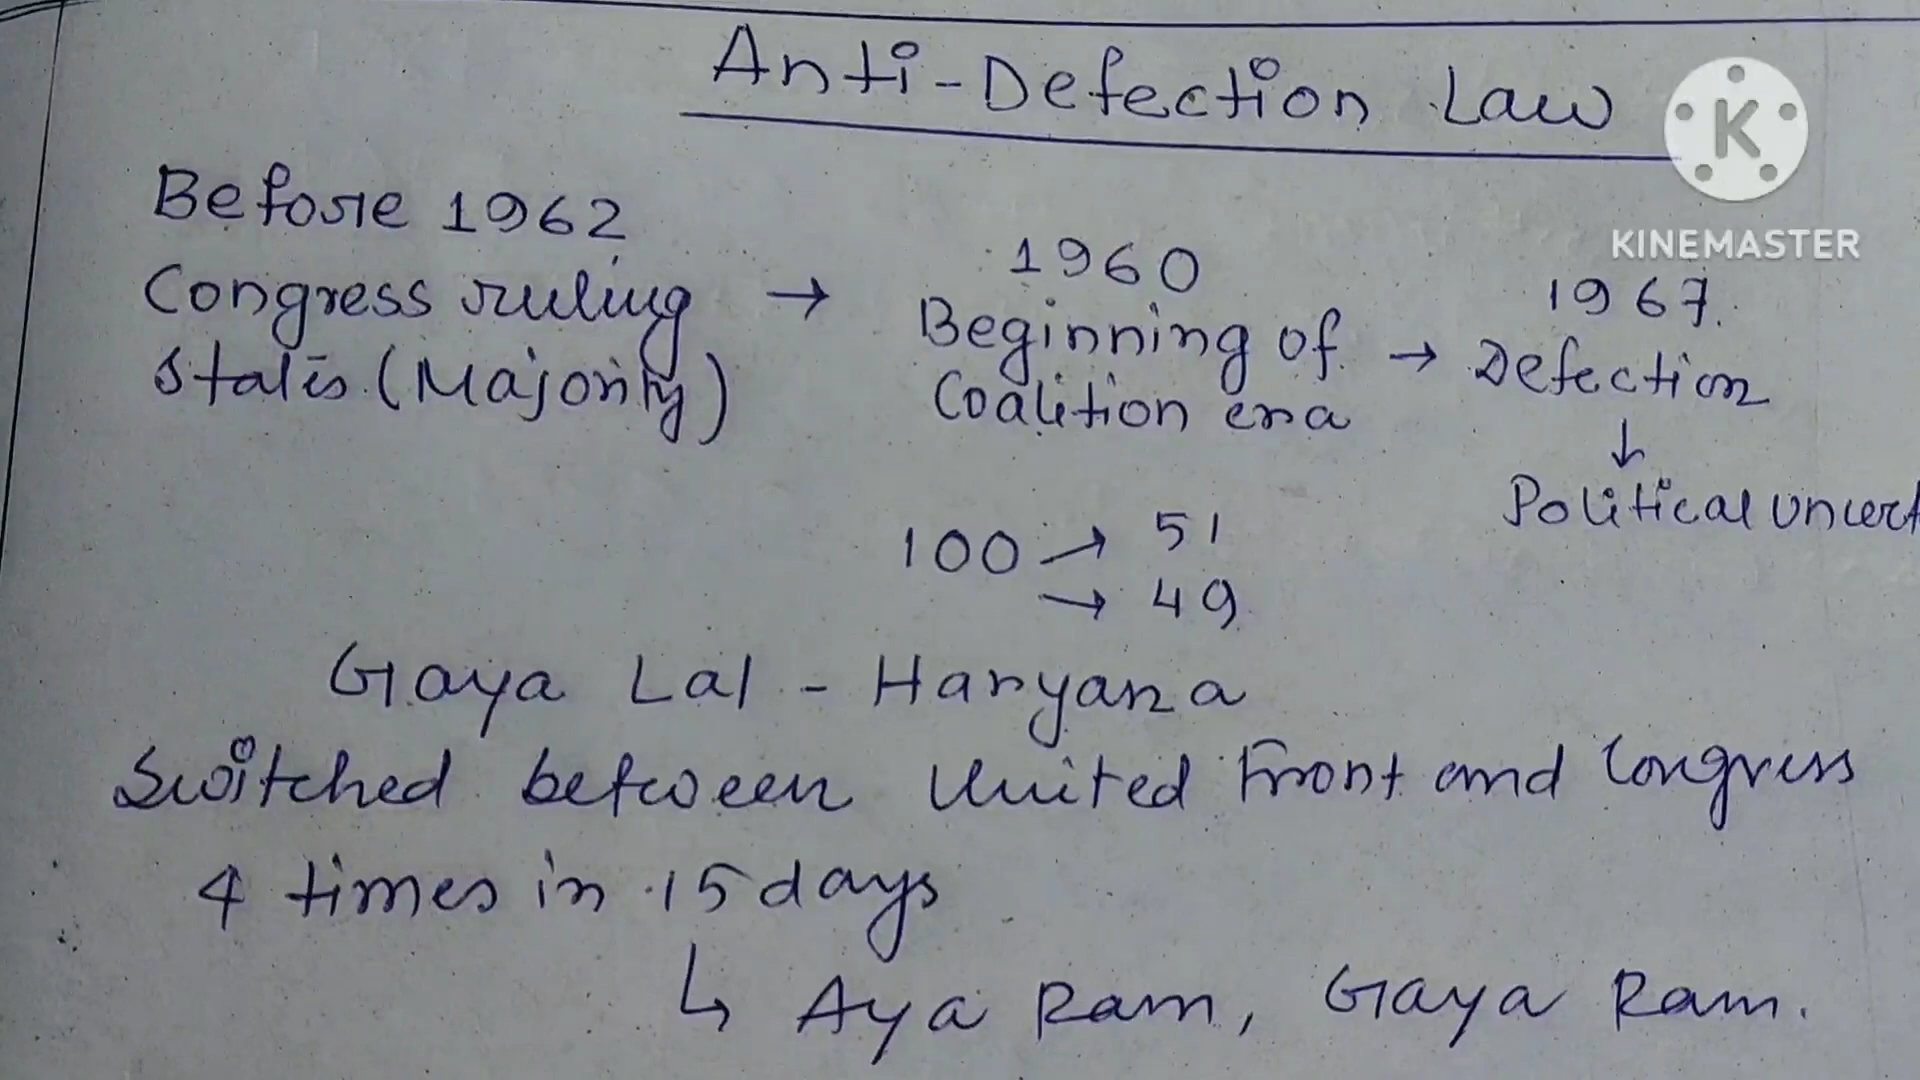 Anti-Defection Law
KINEMASTER
Before 1962
Congress ruling
states (Majority)
→
1960
Beginning of
Coalition era
→
1967.
Defection
↓
Political
100 → 51
→ 49
Gaya Lal - Haryana
Switched between United Front and Congress
4 times in 15 days
↳ Aya Ram, Gaya Ram.